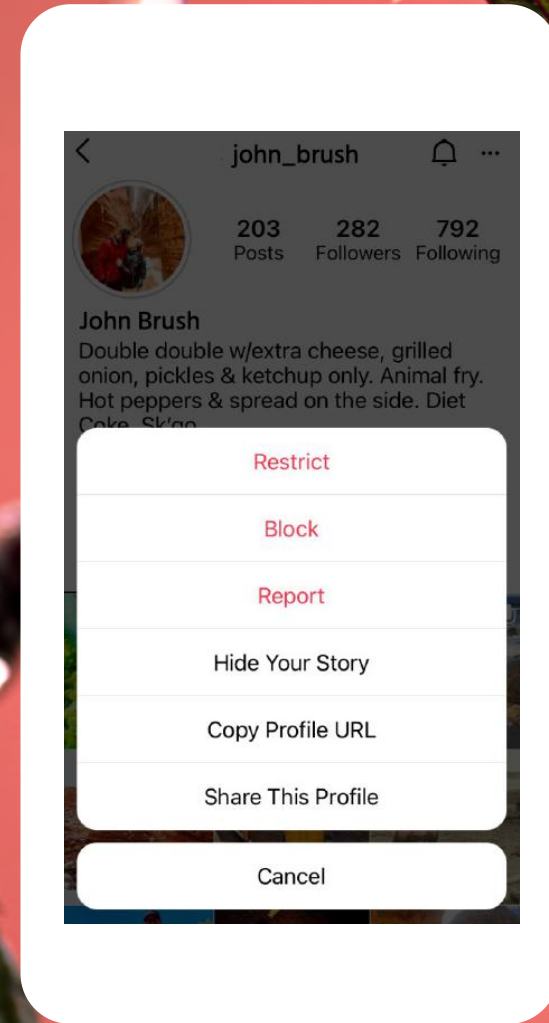 john_brush
203 282 792
Posts Followers Following
John Brush
Double double w/extra cheese, grilled
onion, pickles & ketchup only. Animal fry.
Hot peppers & spread on the side. Diet
Coke. Sk'go
Restrict
Block
Report
Hide Your Story
Copy Profile URL
Share This Profile
Cancel